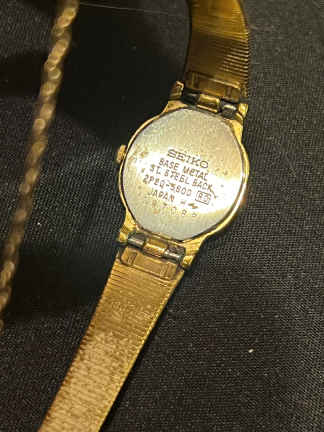 SEIKO
BASE METAL
ST. STEEL BACK
2P20-5600
JAPAN